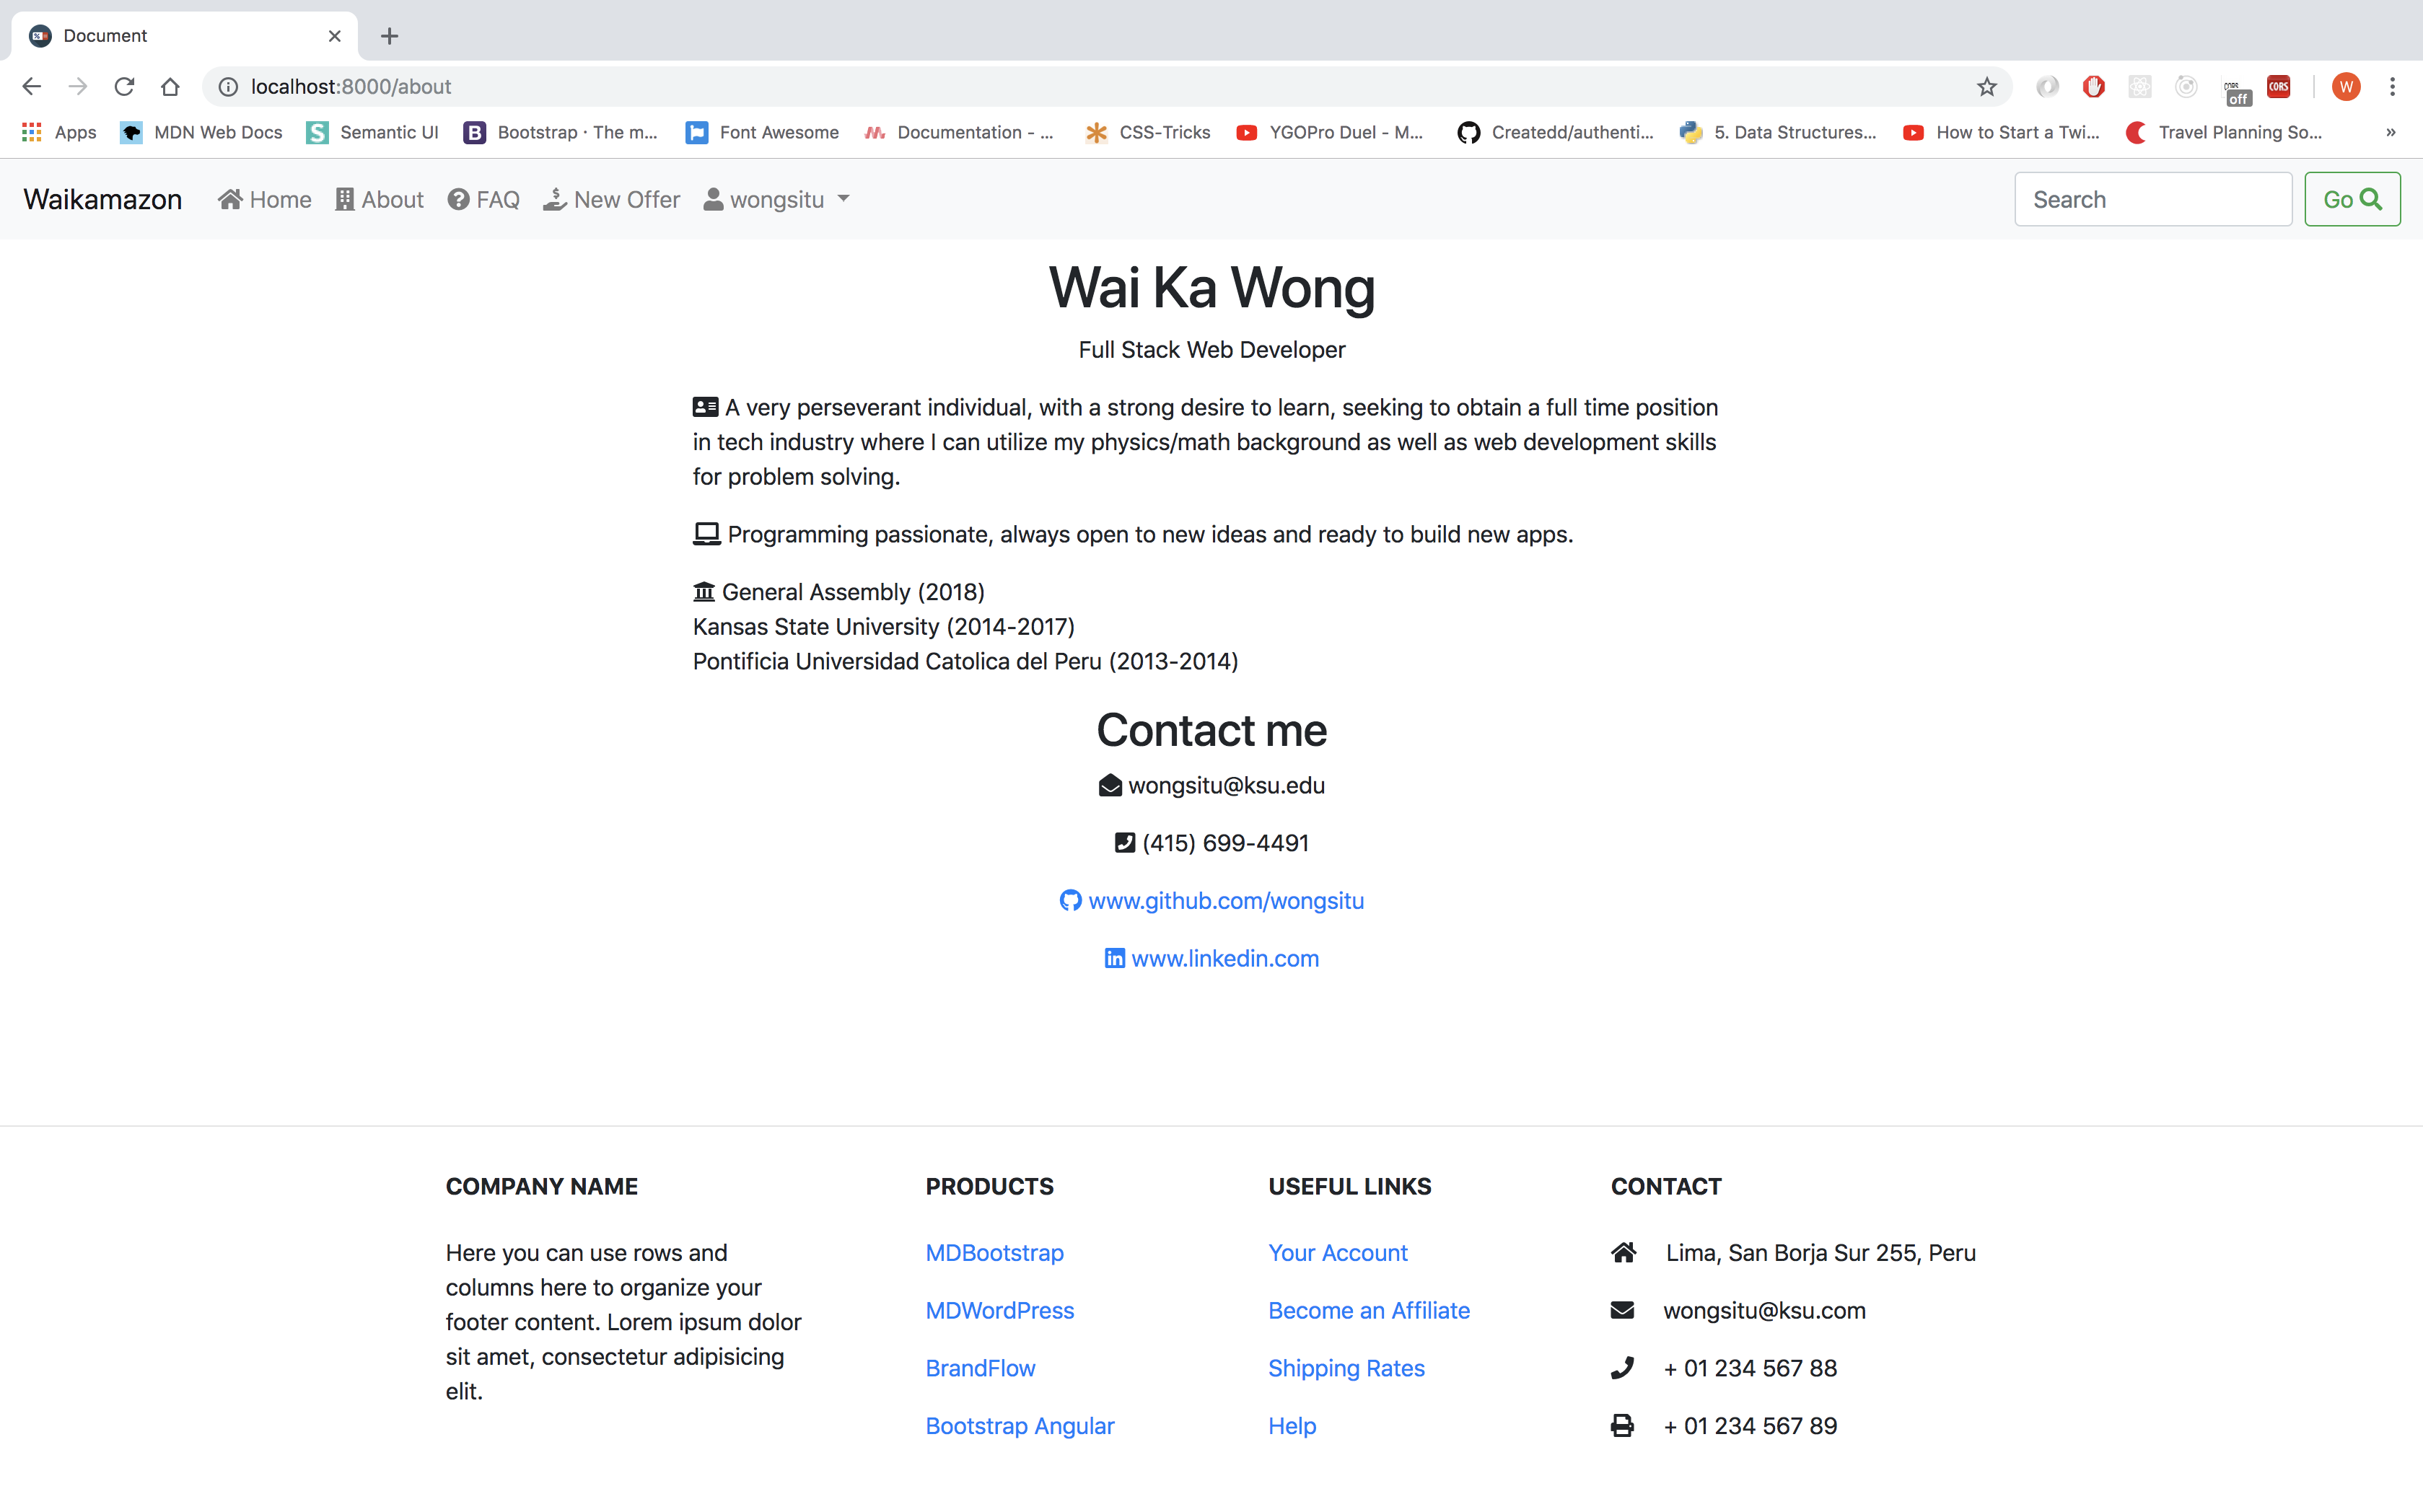 Document
localhost:8000/about
off
CORS
W
Apps
MDN Web Docs
Semantic UI
Bootstrap · The m...
Font Awesome
Documentation - ...
CSS-Tricks
YGOPro Duel - M...
Createdd/authenti...
5. Data Structures...
How to Start a Twi...
Travel Planning So...
»
Waikamazon
Home
About
FAQ
New Offer
wongsitu
Search
Go
Wai Ka Wong
Full Stack Web Developer
A very perseverant individual, with a strong desire to learn, seeking to obtain a full time position
in tech industry where I can utilize my physics/math background as well as web development skills
for problem solving.
Programming passionate, always open to new ideas and ready to build new apps.
General Assembly (2018)
Kansas State University (2014-2017)
Pontificia Universidad Catolica del Peru (2013-2014)
Contact me
wongsitu@ksu.edu
(415) 699-4491
www.github.com/wongsitu
www.linkedin.com
COMPANY NAME
Here you can use rows and
columns here to organize your
footer content. Lorem ipsum dolor
sit amet, consectetur adipisicing
elit.
PRODUCTS
MDBootstrap
MDWordPress
BrandFlow
Bootstrap Angular
USEFUL LINKS
Your Account
Become an Affiliate
Shipping Rates
Help
CONTACT
Lima, San Borja Sur 255, Peru
wongsitu@ksu.com
+ 01 234 567 88
+ 01 234 567 89